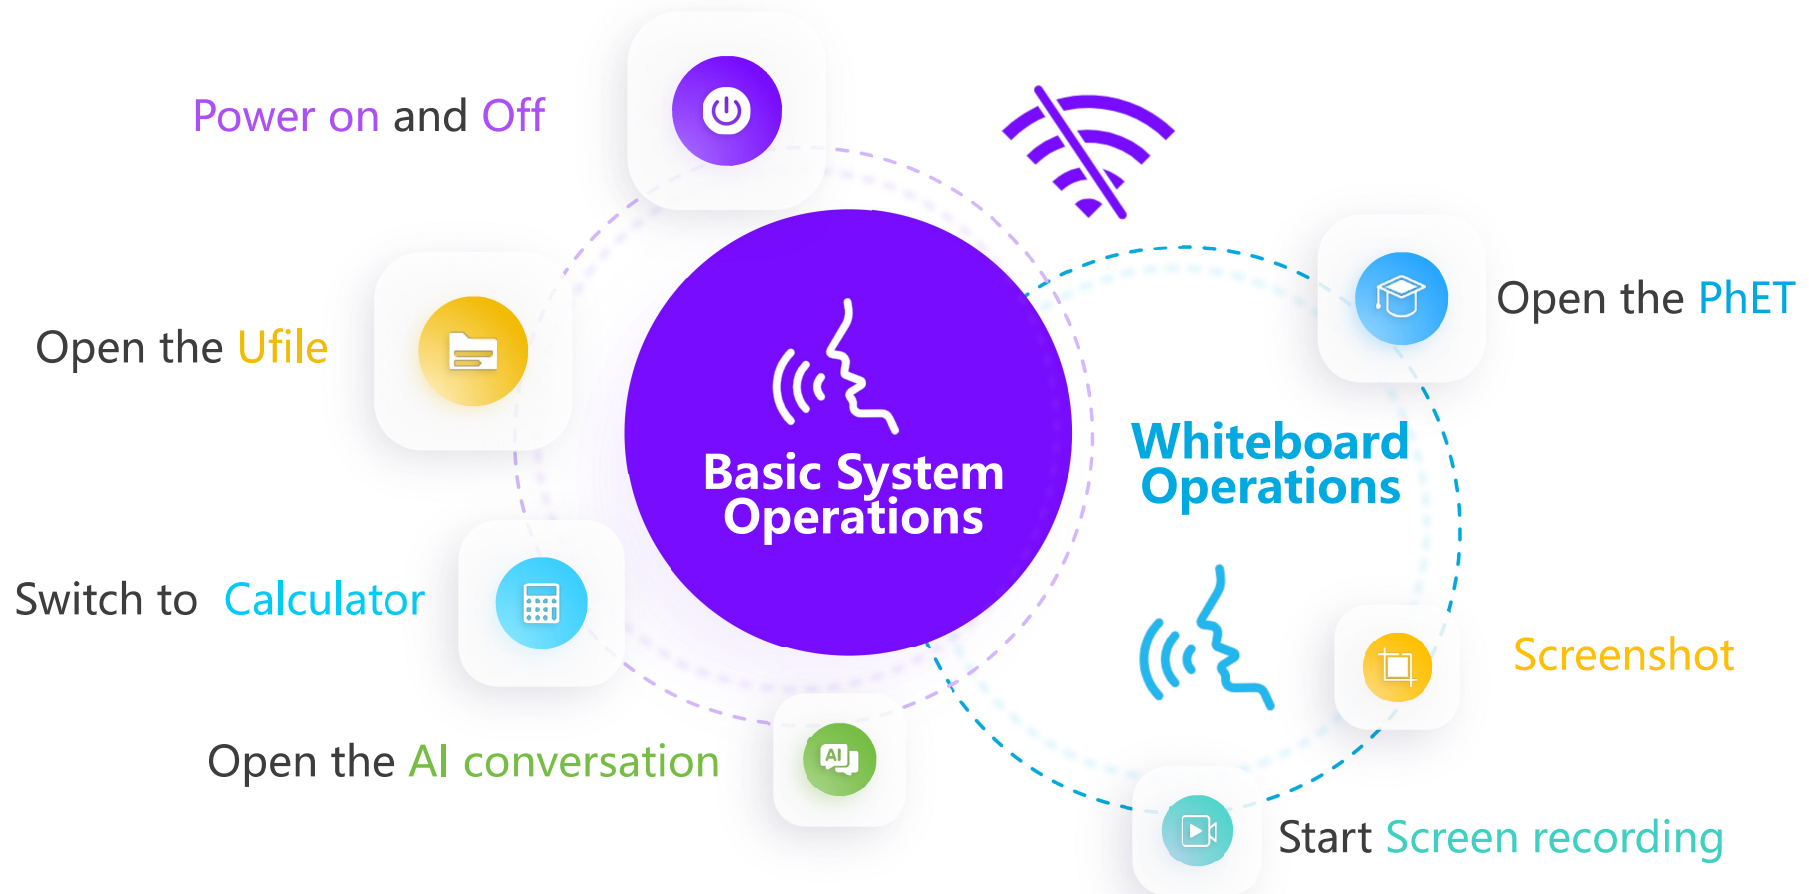 Power on and Off
Open the Ufile
Switch to Calculator
Open the AI conversation
AI
Basic System
Operations
Whiteboard
Operations
Open the PhET
Screenshot
Start Screen recording